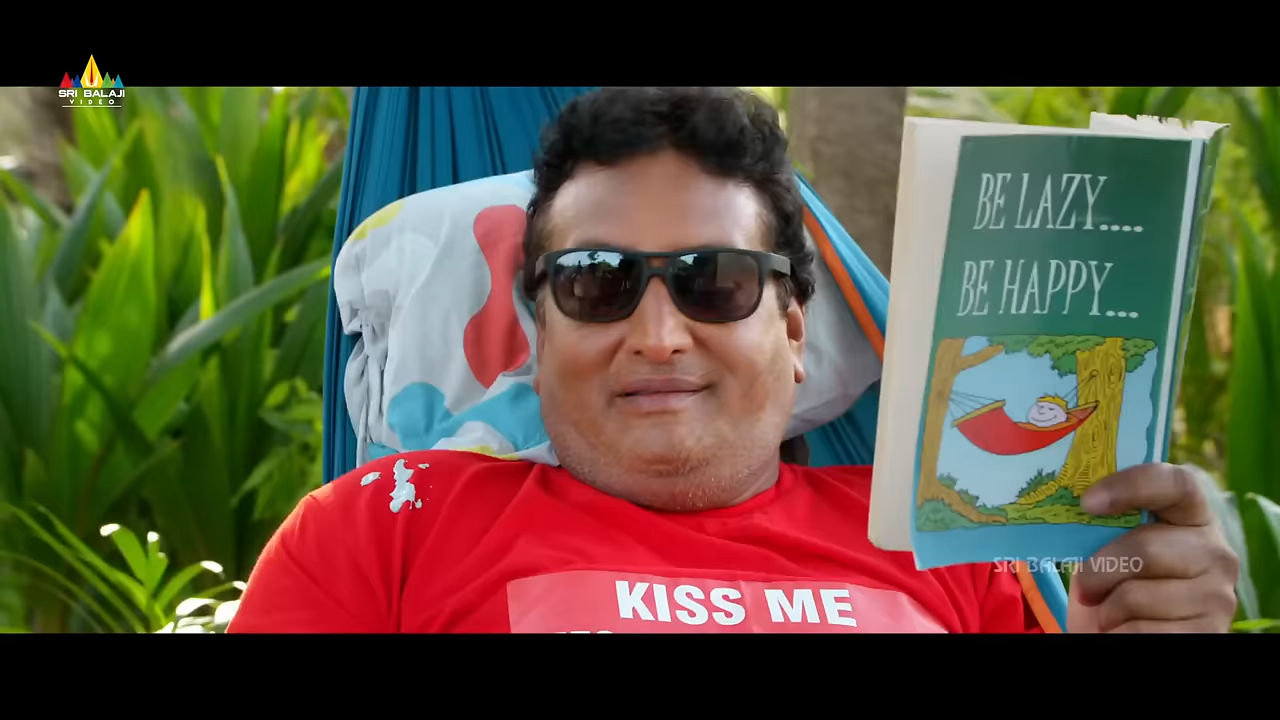 SRI BALAJI
VIDEO
BE LAZY....
BE HAPPY...
SRI BALAJI VIDEO
KISS ME